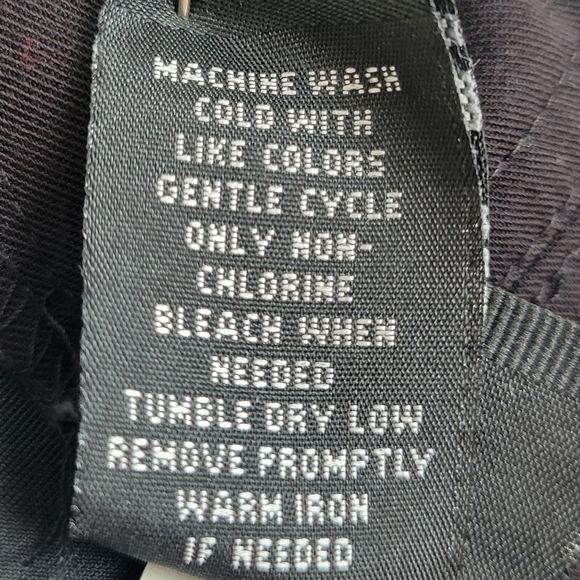 MACHINE WASH
COLD WITH
LIKE COLORS
GENTLE CYCLE
ONLY NON-
CHLORINE
BLEACH WHEN
NEEDED
TUMBLE DRY LOW
REMOVE PROMPTLY
WARM IRON
IF NEEDED